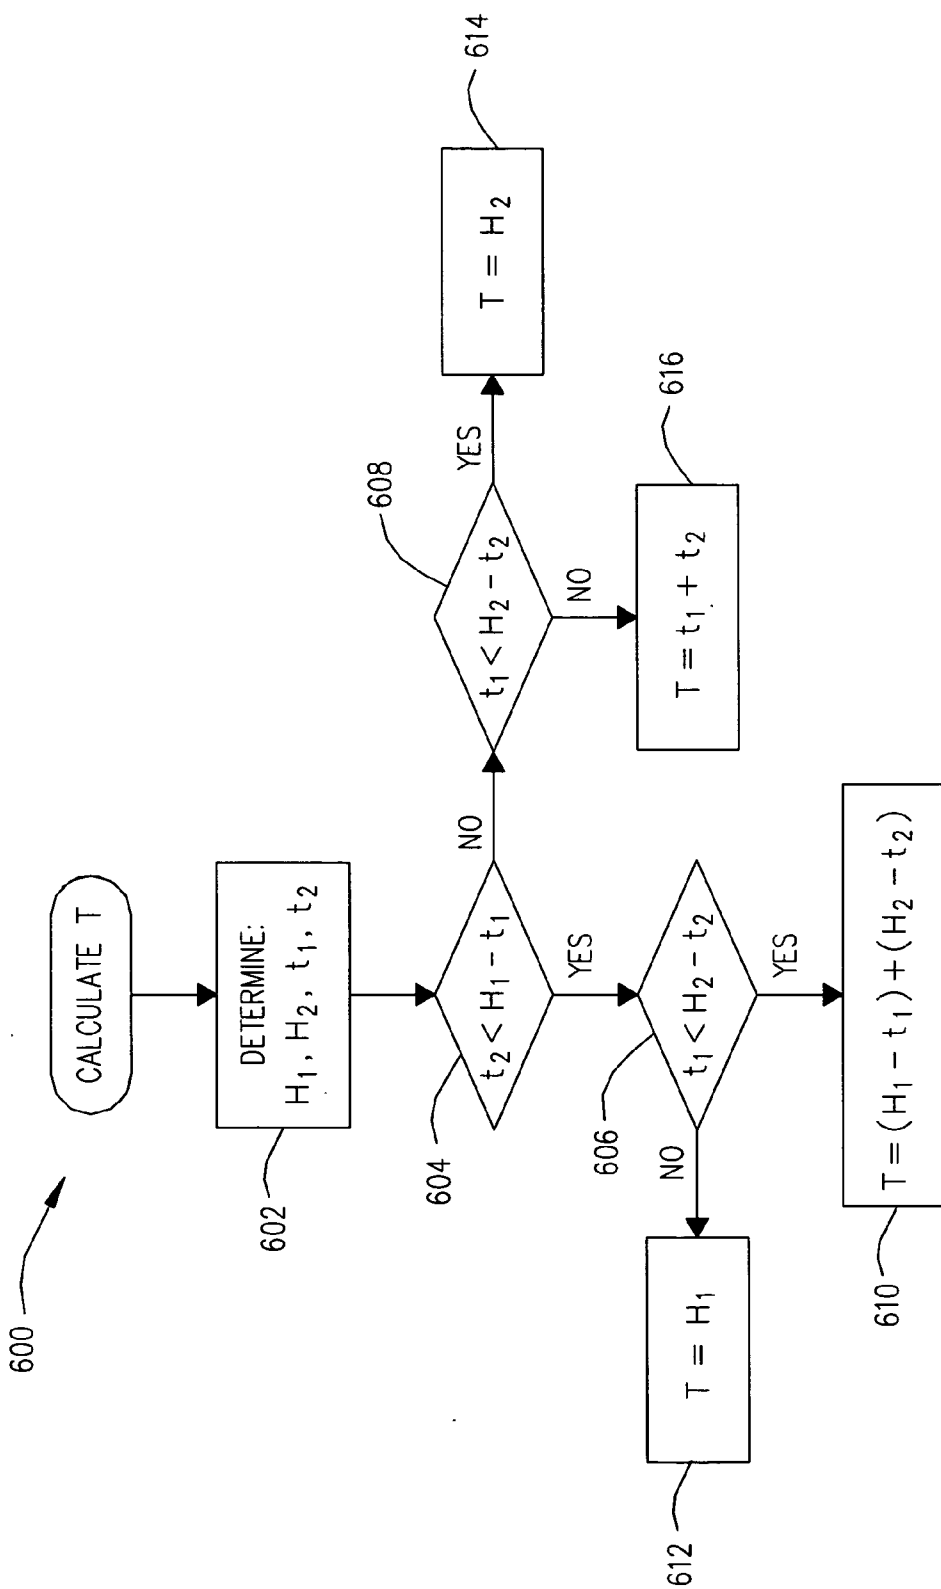 600
CALCULATE T
602
DETERMINE:
H₁, H₂, t₁, t₂
604
t₂ < H₁ - t₁
NO
608
t₁ < H₂ - t₂
YES
614
T = H₂
YES
NO
616
T = t₁ + t₂
606
t₁ < H₂ - t₂
NO
612
T = H₁
YES
610
T = (H₁ - t₁) + (H₂ - t₂)